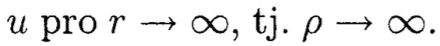 u pro r → ∞, tj. ρ → ∞.